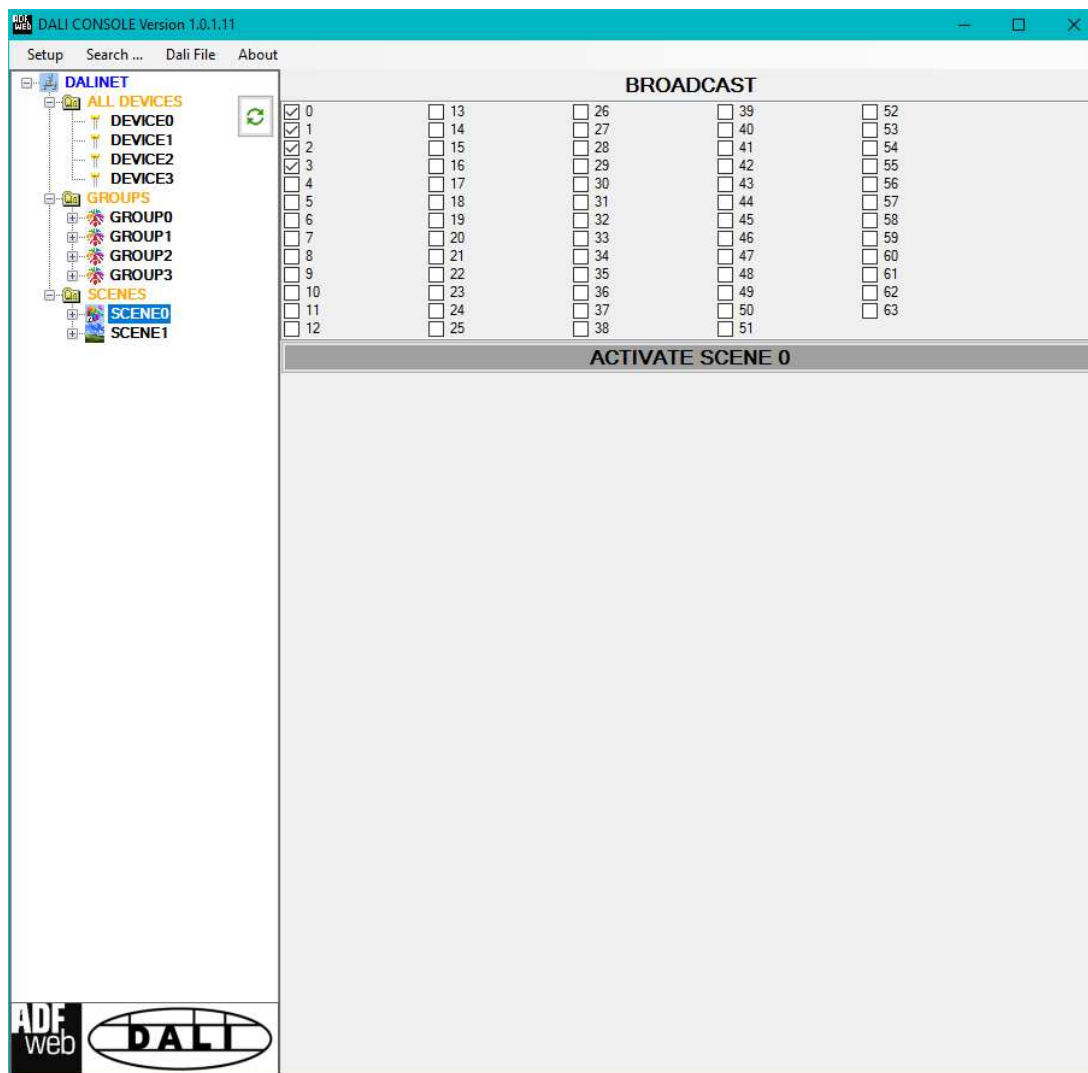 DALI CONSOLE Version 1.0.1.11
Setup Search ... Dali File About
DALINET
ALL DEVICES
DEVICE0
DEVICE1
DEVICE2
DEVICE3
GROUPS
GROUP0
GROUP1
GROUP2
GROUP3
SCENES
SCENE0
SCENE1
BROADCAST
0 13 26 39 52
1 14 27 40 53
2 15 28 41 54
3 16 29 42 55
4 17 30 43 56
5 18 31 44 57
6 19 32 45 58
7 20 33 46 59
8 21 34 47 60
9 22 35 48 61
10 23 36 49 62
11 24 37 50 63
12 25 38 51
ACTIVATE SCENE 0
ADF
web
DALI